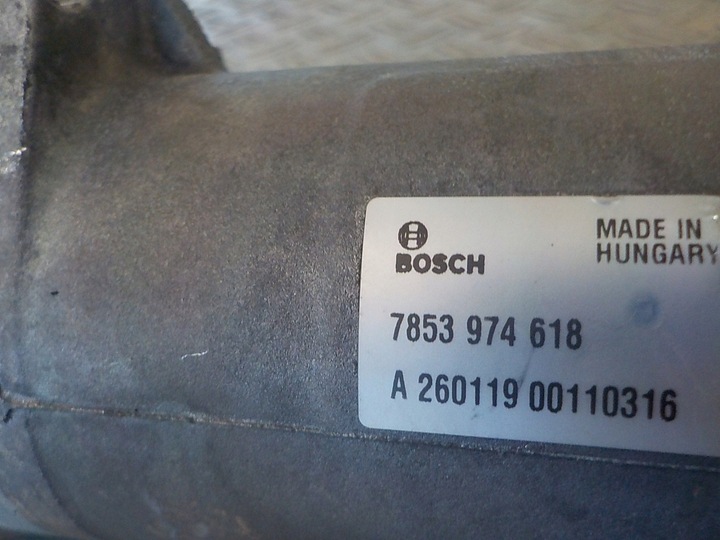 BOSCH
MADE IN
HUNGARY
7853 974 618
A 260119 00110316